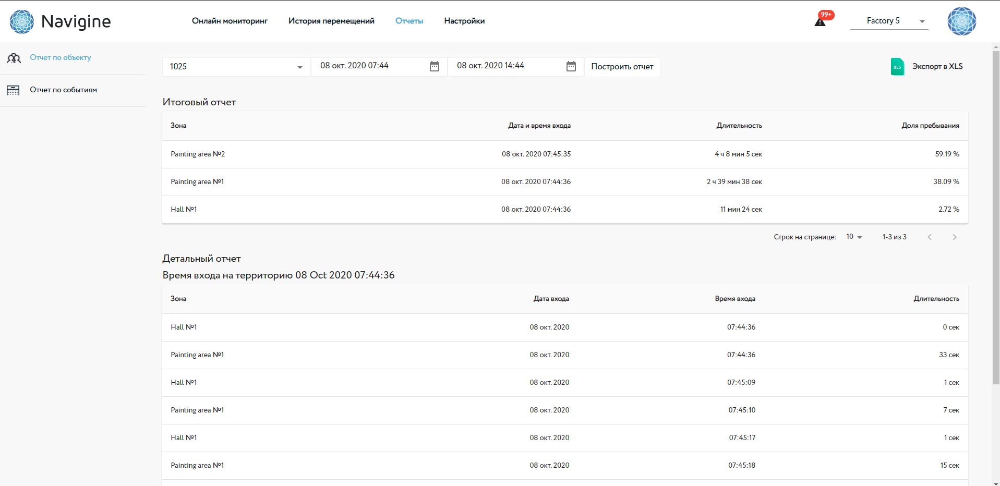 Navigine
Онлайн мониторинг История перемещений Отчеты Настройки 99+ Factory 5
Отчет по объекту
Отчет по событиям
1025 08 окт. 2020 07:44 08 окт. 2020 14:44 Построить отчет XLS Экспорт в XLS
Итоговый отчет
Зона Дата и время входа Длительность Доля пребывания
Painting area №2 08 окт. 2020 07:45:35 4 ч 8 мин 5 сек 59.19 %
Painting area №1 08 окт. 2020 07:44:36 2 ч 39 мин 38 сек 38.09 %
Hall №1 08 окт. 2020 07:44:36 11 мин 24 сек 2.72 %
Строк на странице: 10 1-3 из 3
Детальный отчет
Время входа на территорию 08 Oct 2020 07:44:36
Зона Дата входа Время входа Длительность
Hall №1 08 окт. 2020 07:44:36 0 сек
Painting area №1 08 окт. 2020 07:44:36 33 сек
Hall №1 08 окт. 2020 07:45:09 1 сек
Painting area №1 08 окт. 2020 07:45:10 7 сек
Hall №1 08 окт. 2020 07:45:17 1 сек
Painting area №1 08 окт. 2020 07:45:18 15 сек